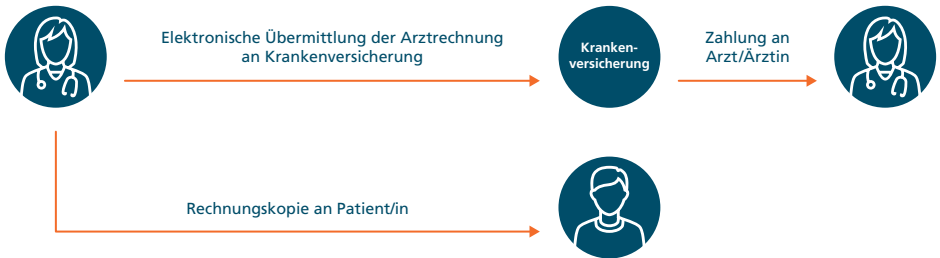 Elektronische Übermittlung der Arztrechnung
an Krankenversicherung
Kranken-
versicherung
Zahlung an
Arzt/Ärztin
Rechnungskopie an Patient/in